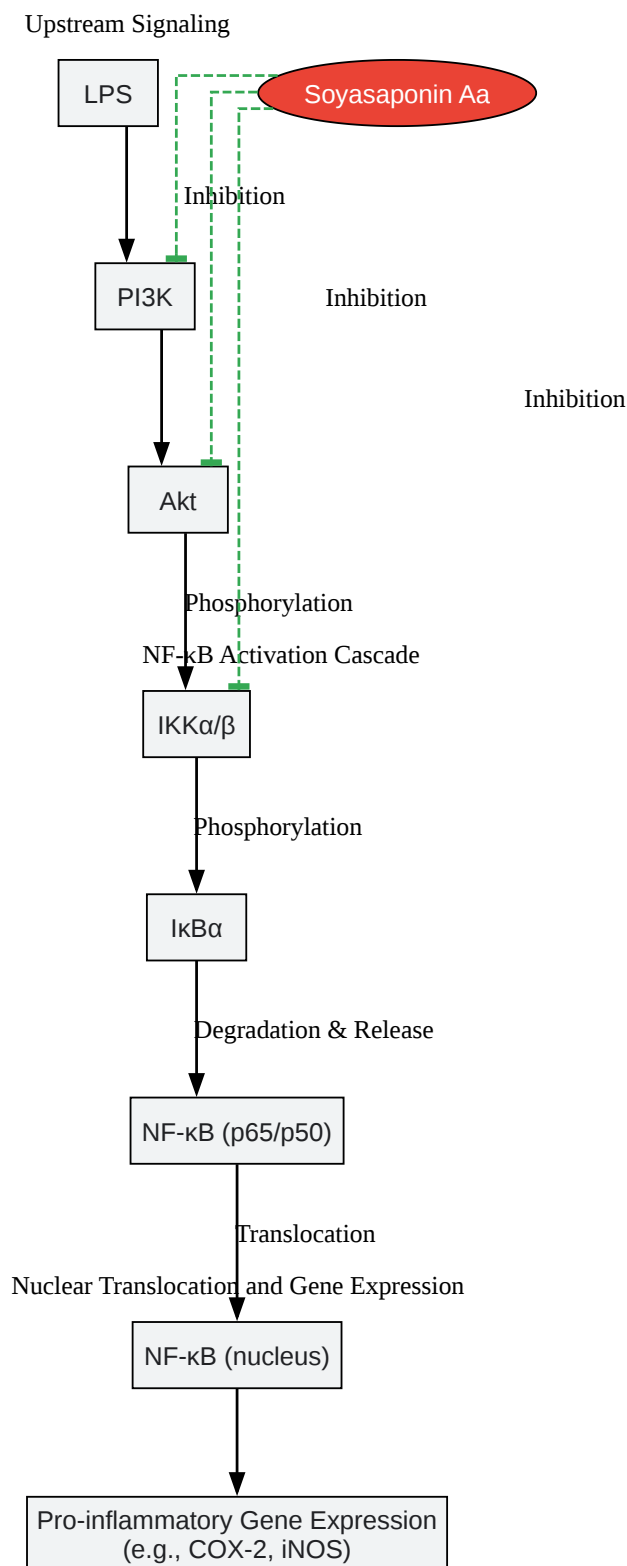 Upstream Signaling
LPS
Soyasaponin Aa
Inhibition
PI3K
Inhibition
Inhibition
Akt
Phosphorylation
NF-κB Activation Cascade
IKKα/β
Phosphorylation
IκBα
Degradation & Release
NF-κB (p65/p50)
Translocation
Nuclear Translocation and Gene Expression
NF-κB (nucleus)
Pro-inflammatory Gene Expression
(e.g., COX-2, iNOS)